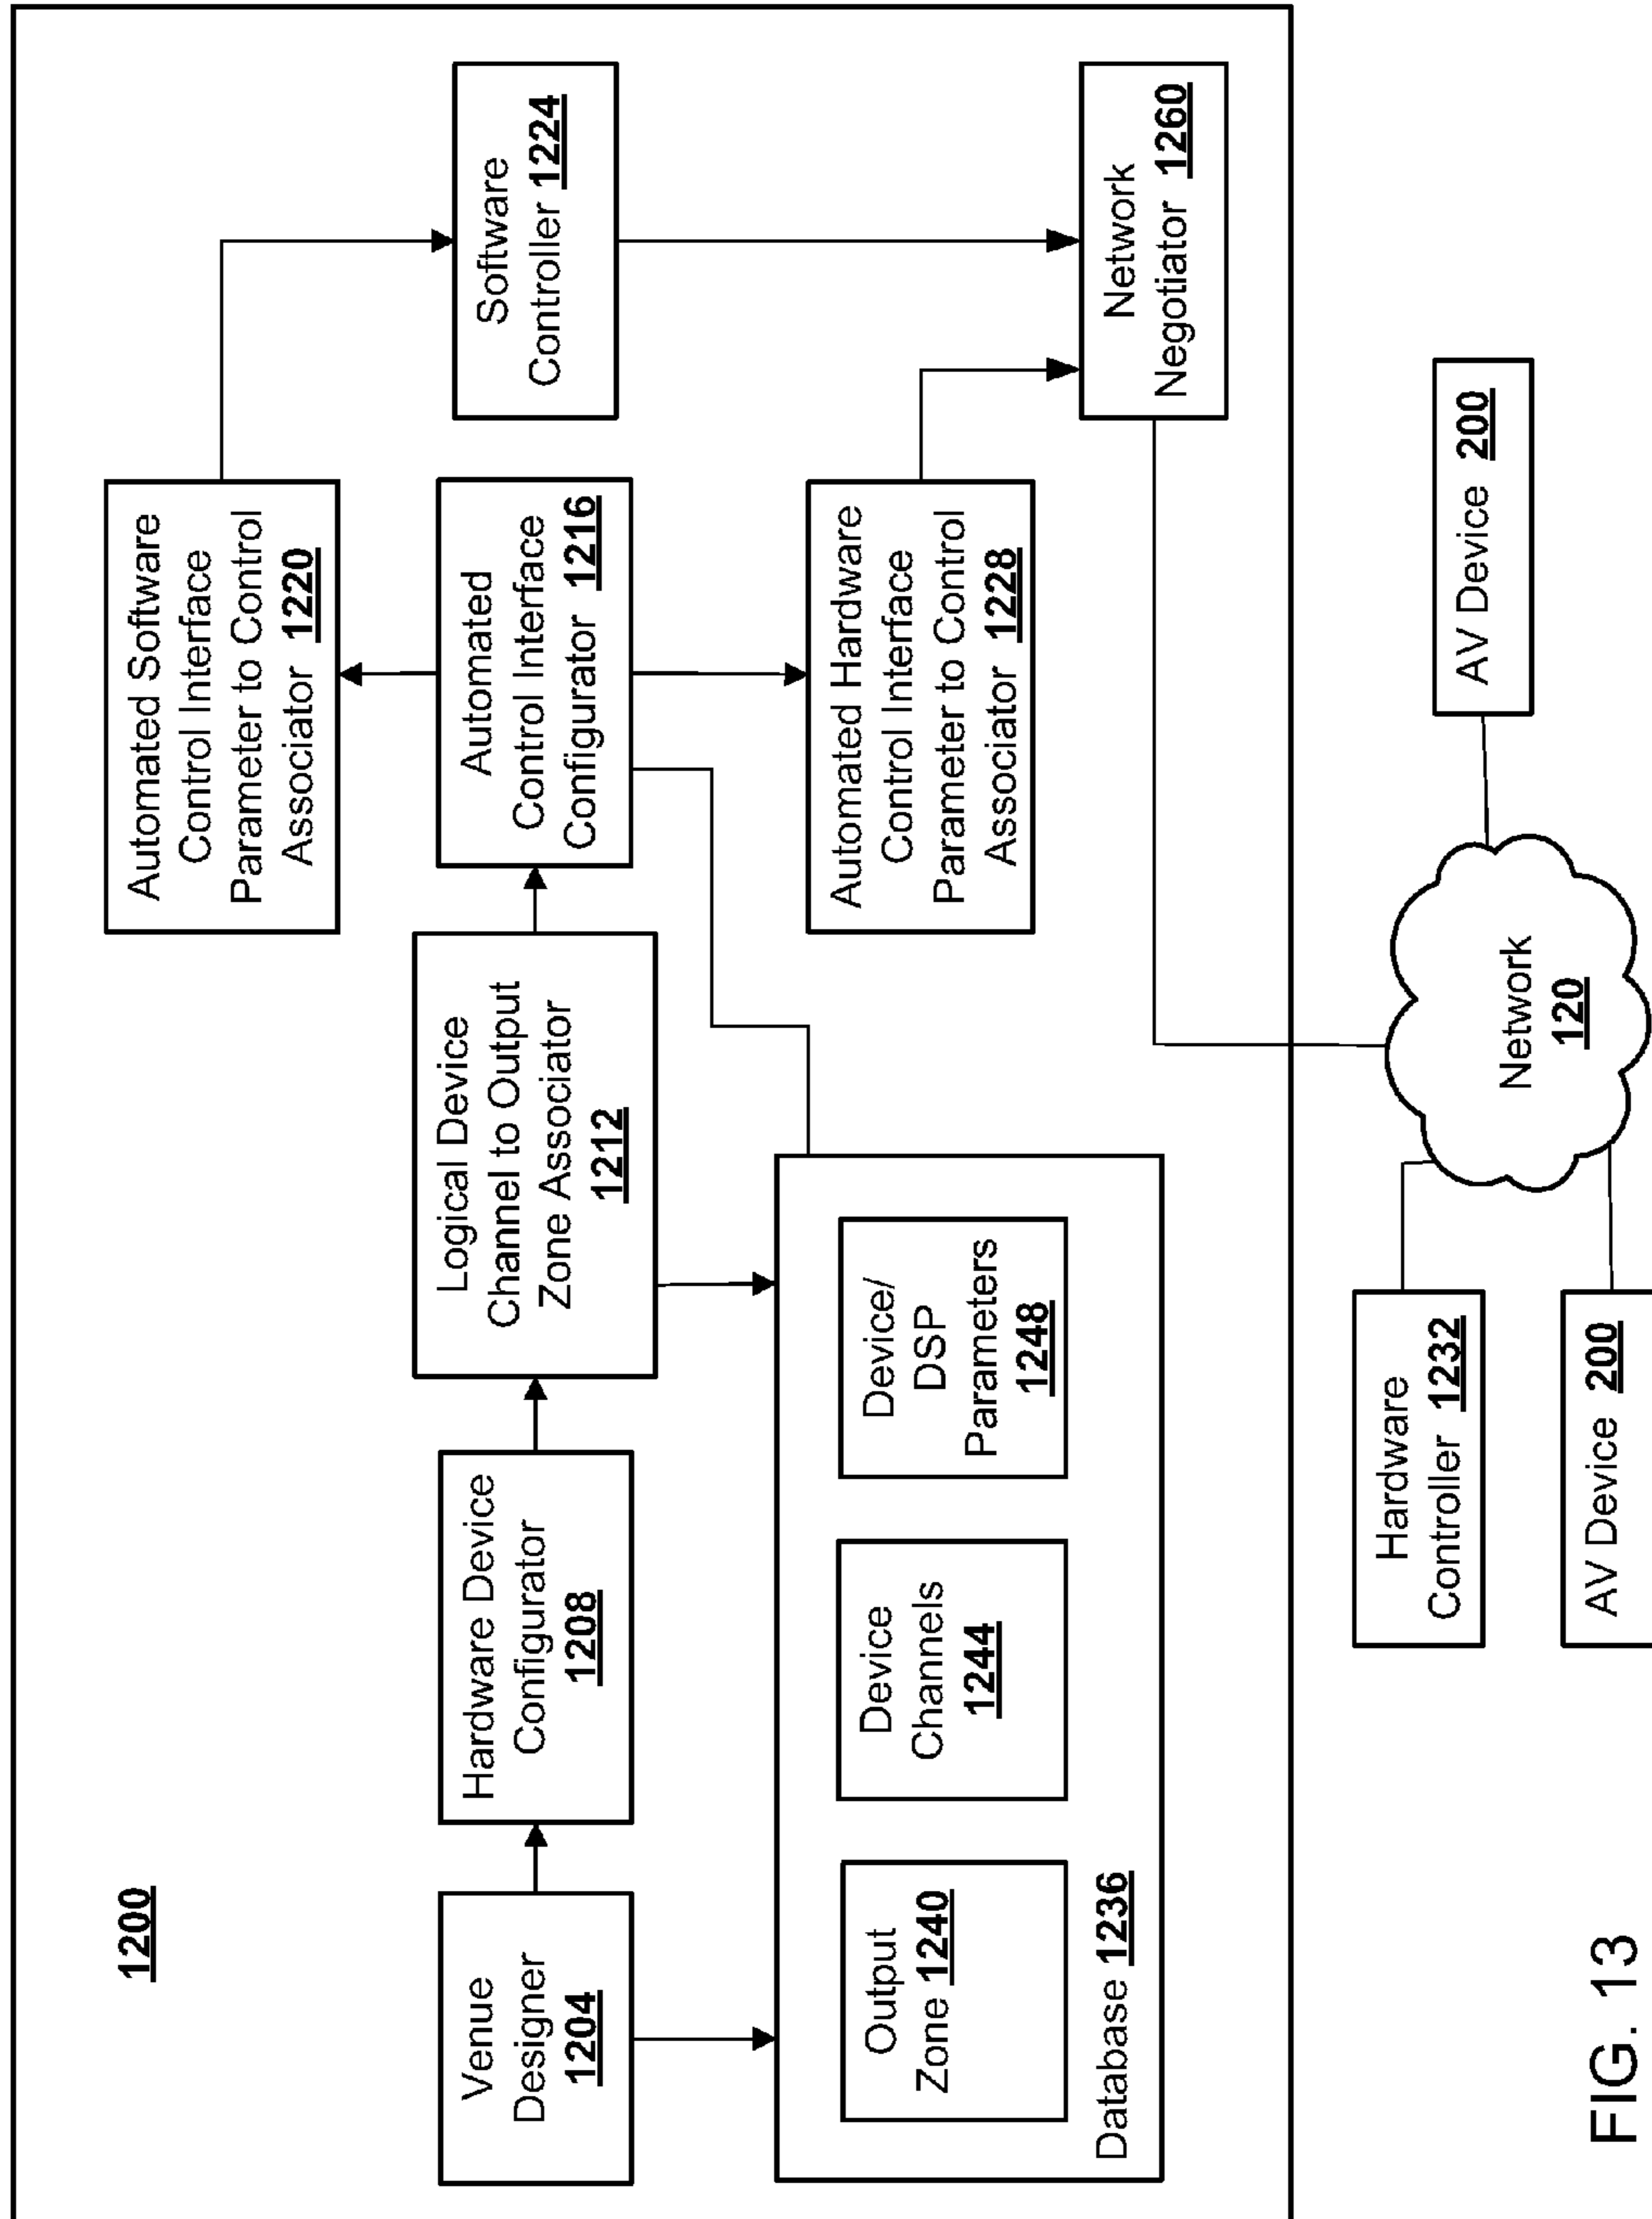 1200
Venue
Designer
1204
Hardware Device
Configurator
1208
Logical Device
Channel to Output
Zone Associator
1212
Automated
Control Interface
Configurator 1216
Automated Software
Control Interface
Parameter to Control
Associator 1220
Software
Controller 1224
Automated Hardware
Control Interface
Parameter to Control
Associator 1228
Network
Negotiator 1260
Output
Zone 1240
Device
Channels
1244
Device/
DSP
Parameters
1248
Database 1236
Hardware
Controller 1232
AV Device 200
Network
120
AV Device 200
FIG. 13